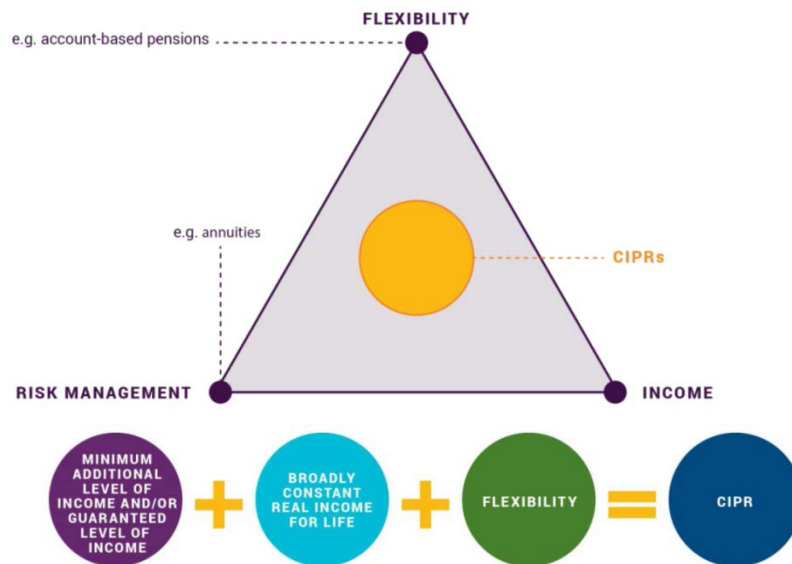 FLEXIBILITY
e.g. account-based pensions
e.g. annuities
CIPRs
RISK MANAGEMENT
INCOME
MINIMUM
ADDITIONAL
LEVEL OF
INCOME AND/OR
GUARANTEED
LEVEL OF
INCOME
+
BROADLY
CONSTANT
REAL INCOME
FOR LIFE
+
FLEXIBILITY
=
CIPR